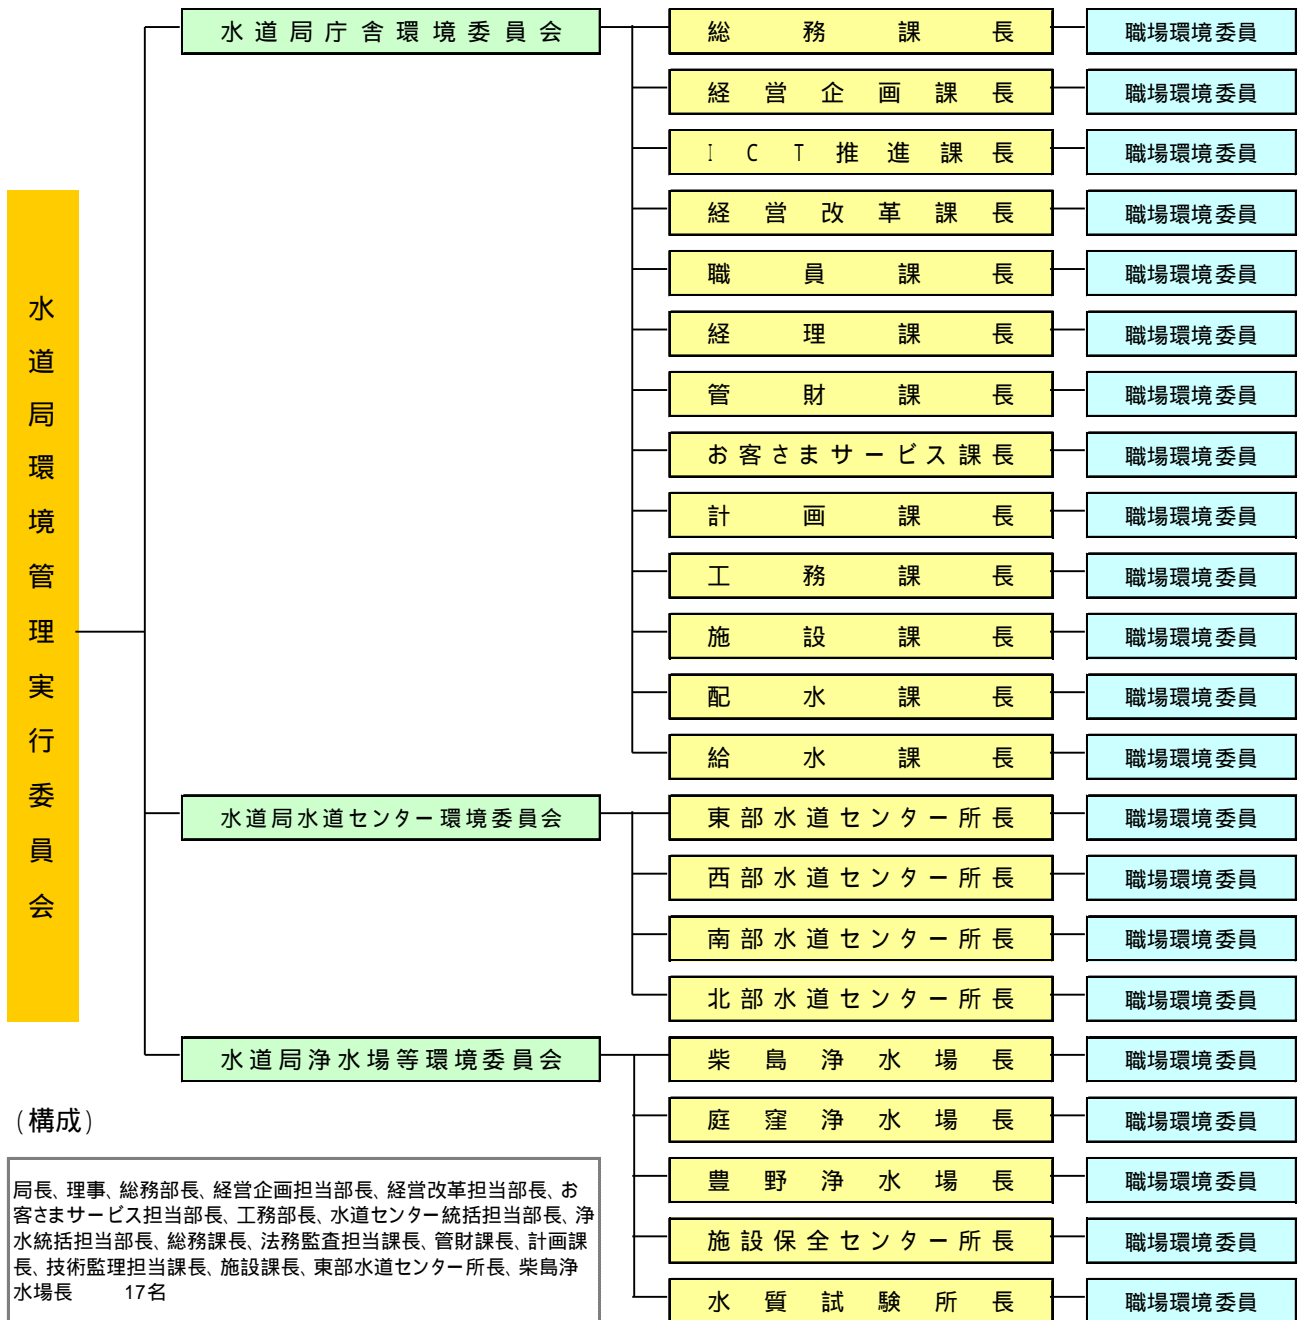 水道局環境管理実行委員会
水道局庁舎環境委員会
総務課長
職場環境委員
経営企画課長
職場環境委員
ICT推進課長
職場環境委員
経営改革課長
職場環境委員
職員課長
職場環境委員
経理課長
職場環境委員
管財課長
職場環境委員
お客さまサービス課長
職場環境委員
計画課長
職場環境委員
工務課長
職場環境委員
施設課長
職場環境委員
配水課長
職場環境委員
給水課長
職場環境委員
水道局水道センター環境委員会
東部水道センター所長
職場環境委員
西部水道センター所長
職場環境委員
南部水道センター所長
職場環境委員
北部水道センター所長
職場環境委員
水道局浄水場等環境委員会
柴島浄水場長
職場環境委員
庭窪浄水場長
職場環境委員
豊野浄水場長
職場環境委員
施設保全センター所長
職場環境委員
水質試験所長
職場環境委員
(構成)
局長、理事、総務部長、経営企画担当部長、経営改革担当部長、お
客さまサービス担当部長、工務部長、水道センター統括担当部長、浄
水統括担当部長、総務課長、法務監査担当課長、管財課長、計画課
長、技術監理担当課長、施設課長、東部水道センター所長、柴島浄
水場長 17名